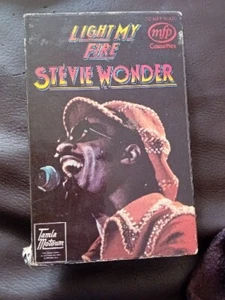 LIGHT MY
FIRE
mfp
Cassettes
STEVIE WONDER
Tamla
Motown